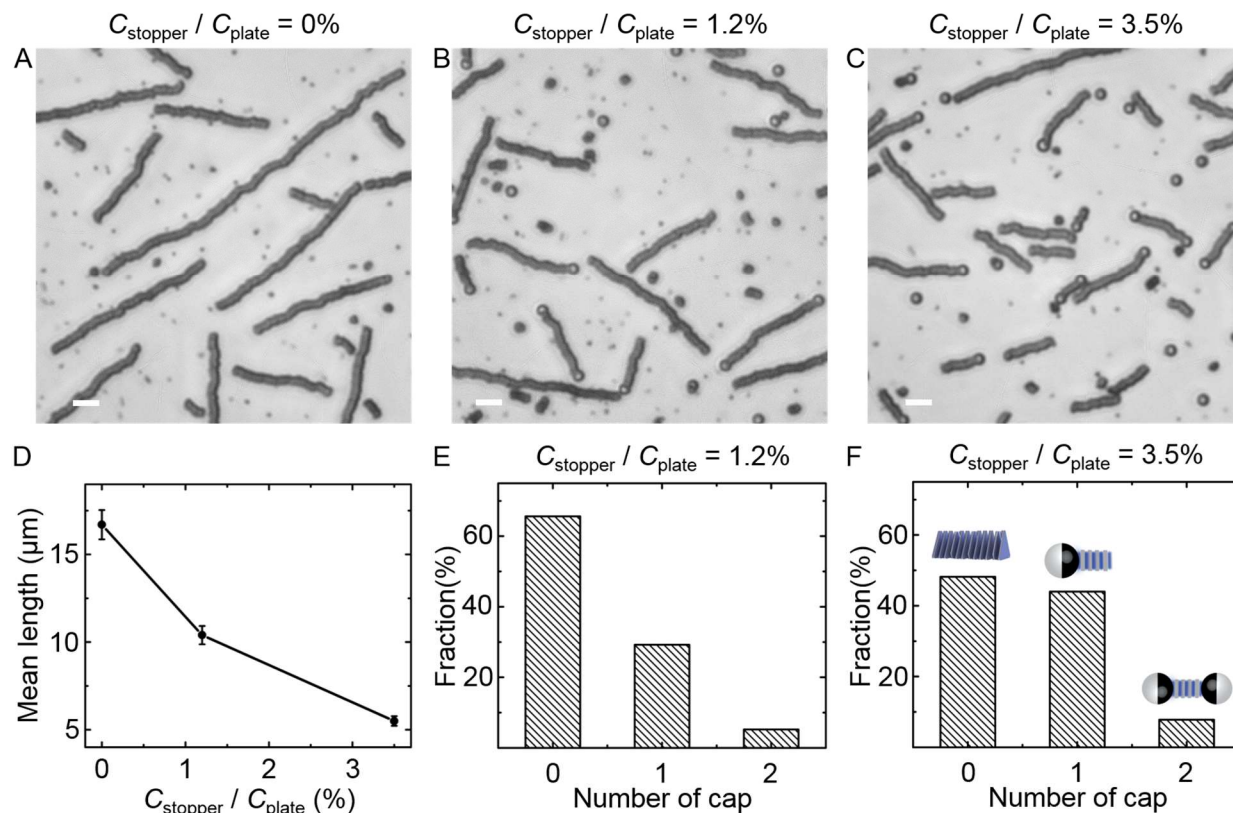 C_stopper / C_plate = 0%
C_stopper / C_plate = 1.2%
C_stopper / C_plate = 3.5%
A
B
C
D
15
10
5
Mean length (μm)
0 1 2 3
C_stopper / C_plate (%)
E
C_stopper / C_plate = 1.2%
60
40
20
Fraction(%)
0 1 2
Number of cap
F
C_stopper / C_plate = 3.5%
60
40
20
Fraction(%)
0 1 2
Number of cap